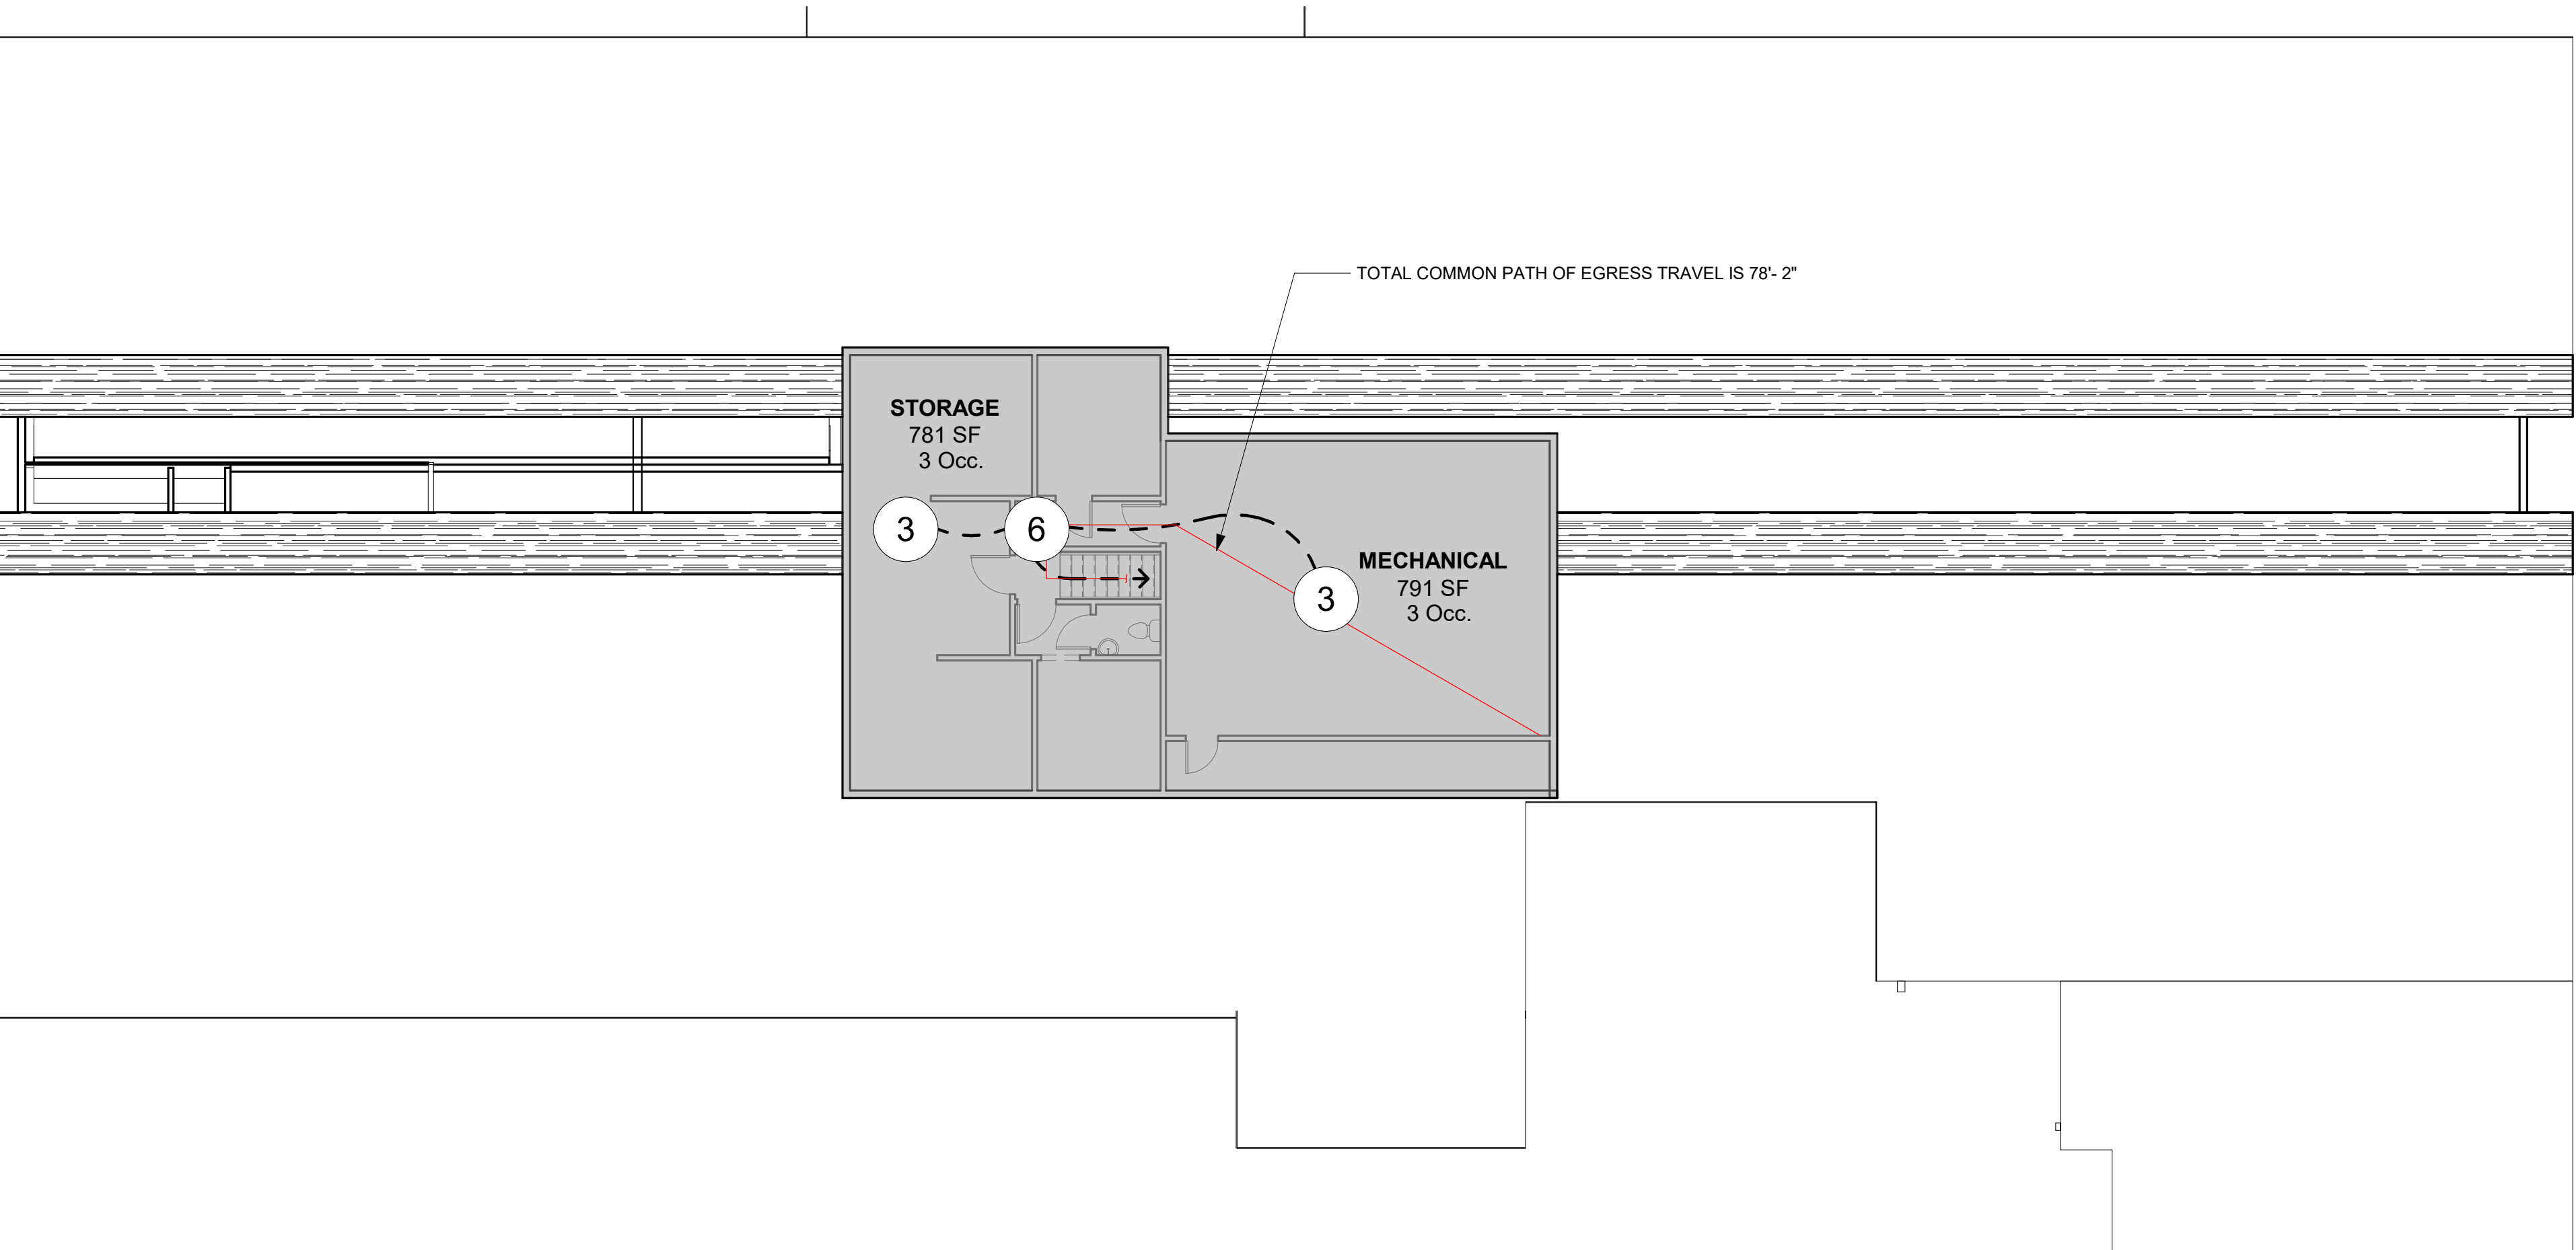 TOTAL COMMON PATH OF EGRESS TRAVEL IS 78'- 2"
STORAGE
781 SF
3 Occ.
3
6
MECHANICAL
791 SF
3 Occ.
3